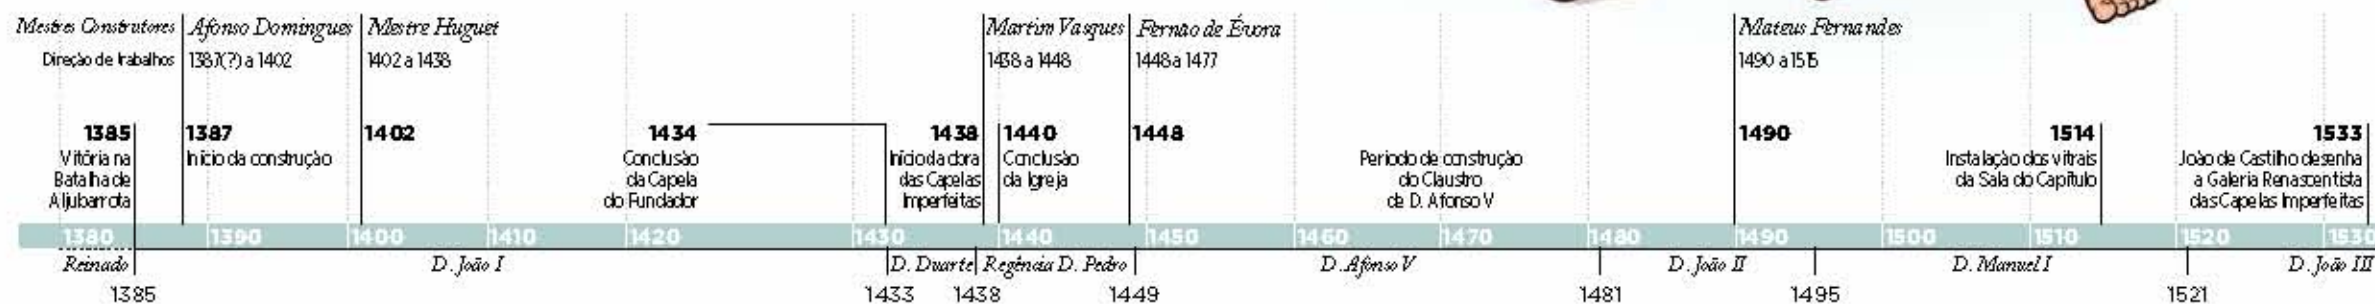 Mestres Construtores
Afonso Domingues
Mestre Huguet
Martim Vasques
Fernão de Évora
Mateus Fernandes
Direção de trabalhos
1387(?) a 1402
1402 a 1438
1438 a 1448
1448 a 1477
1490 a 1515
1385
Vitória na
Batalha de
Aljubarrota
1387
Início da construção
1402
1434
Conclusão
da Capela
do Fundador
1438
Início da obra
das Capelas
Imperfeitas
1440
Conclusão
da Igreja
1448
Período de construção
do Claustro
de D. Afonso V
1490
1514
Instalação dos vitrais
da Sala do Capítulo
1533
João de Castilho desenha
a Galeria Renascentista
das Capelas Imperfeitas
1380
1390
1400
1410
1420
1430
1440
1450
1460
1470
1480
1490
1500
1510
1520
1530
Reinado
D. João I
D. Duarte
Regência D. Pedro
D. Afonso V
D. João II
D. Manuel I
D. João III
1385
1433
1438
1449
1481
1495
1521